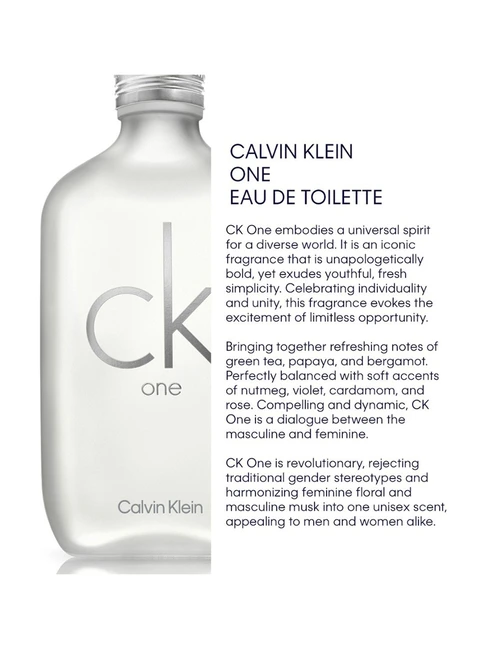 ck
one
Calvin Klein
CALVIN KLEIN
ONE
EAU DE TOILETTE
CK One embodies a universal spirit
for a diverse world. It is an iconic
fragrance that is unapologetically
bold, yet exudes youthful, fresh
simplicity. Celebrating individuality
and unity, this fragrance evokes the
excitement of limitless opportunity.
Bringing together refreshing notes of
green tea, papaya, and bergamot.
Perfectly balanced with soft accents
of nutmeg, violet, cardamom, and
rose. Compelling and dynamic, CK
One is a dialogue between the
masculine and feminine.
CK One is revolutionary, rejecting
traditional gender stereotypes and
harmonizing feminine floral and
masculine musk into one unisex scent,
appealing to men and women alike.